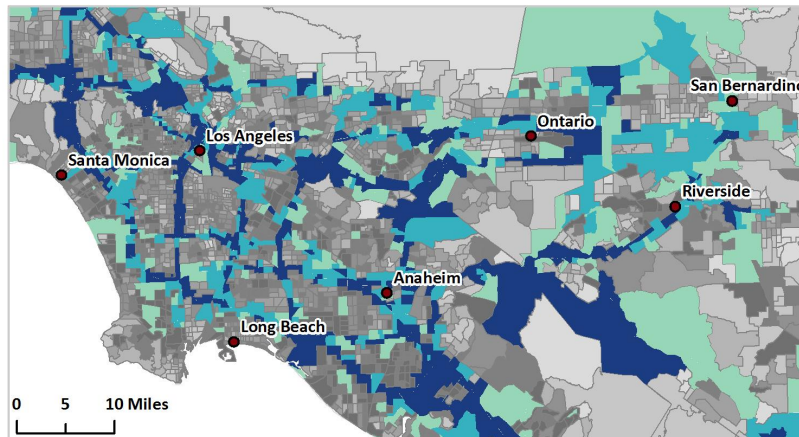 San Bernardino
Ontario
Los Angeles
Santa Monica
Riverside
Anaheim
Long Beach
0 5 10 Miles